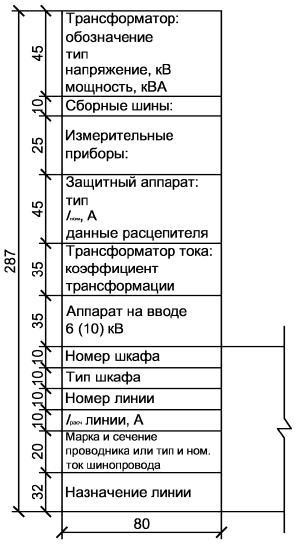 45
Трансформатор:
обозначение
тип
напряжение, кВ
мощность, кВА
10
Сборные шины:
25
Измерительные
приборы:
45
Защитный аппарат:
тип
Iном, А
данные расцепителя
287
35
Трансформатор тока:
коэффициент
трансформации
35
Аппарат на вводе
6 (10) кВ
10
Номер шкафа
10
Тип шкафа
10
Номер линии
10
Iрасч линии, А
20
Марка и сечение
проводника или тип и ном.
ток шинопровода
32
Назначение линии
80